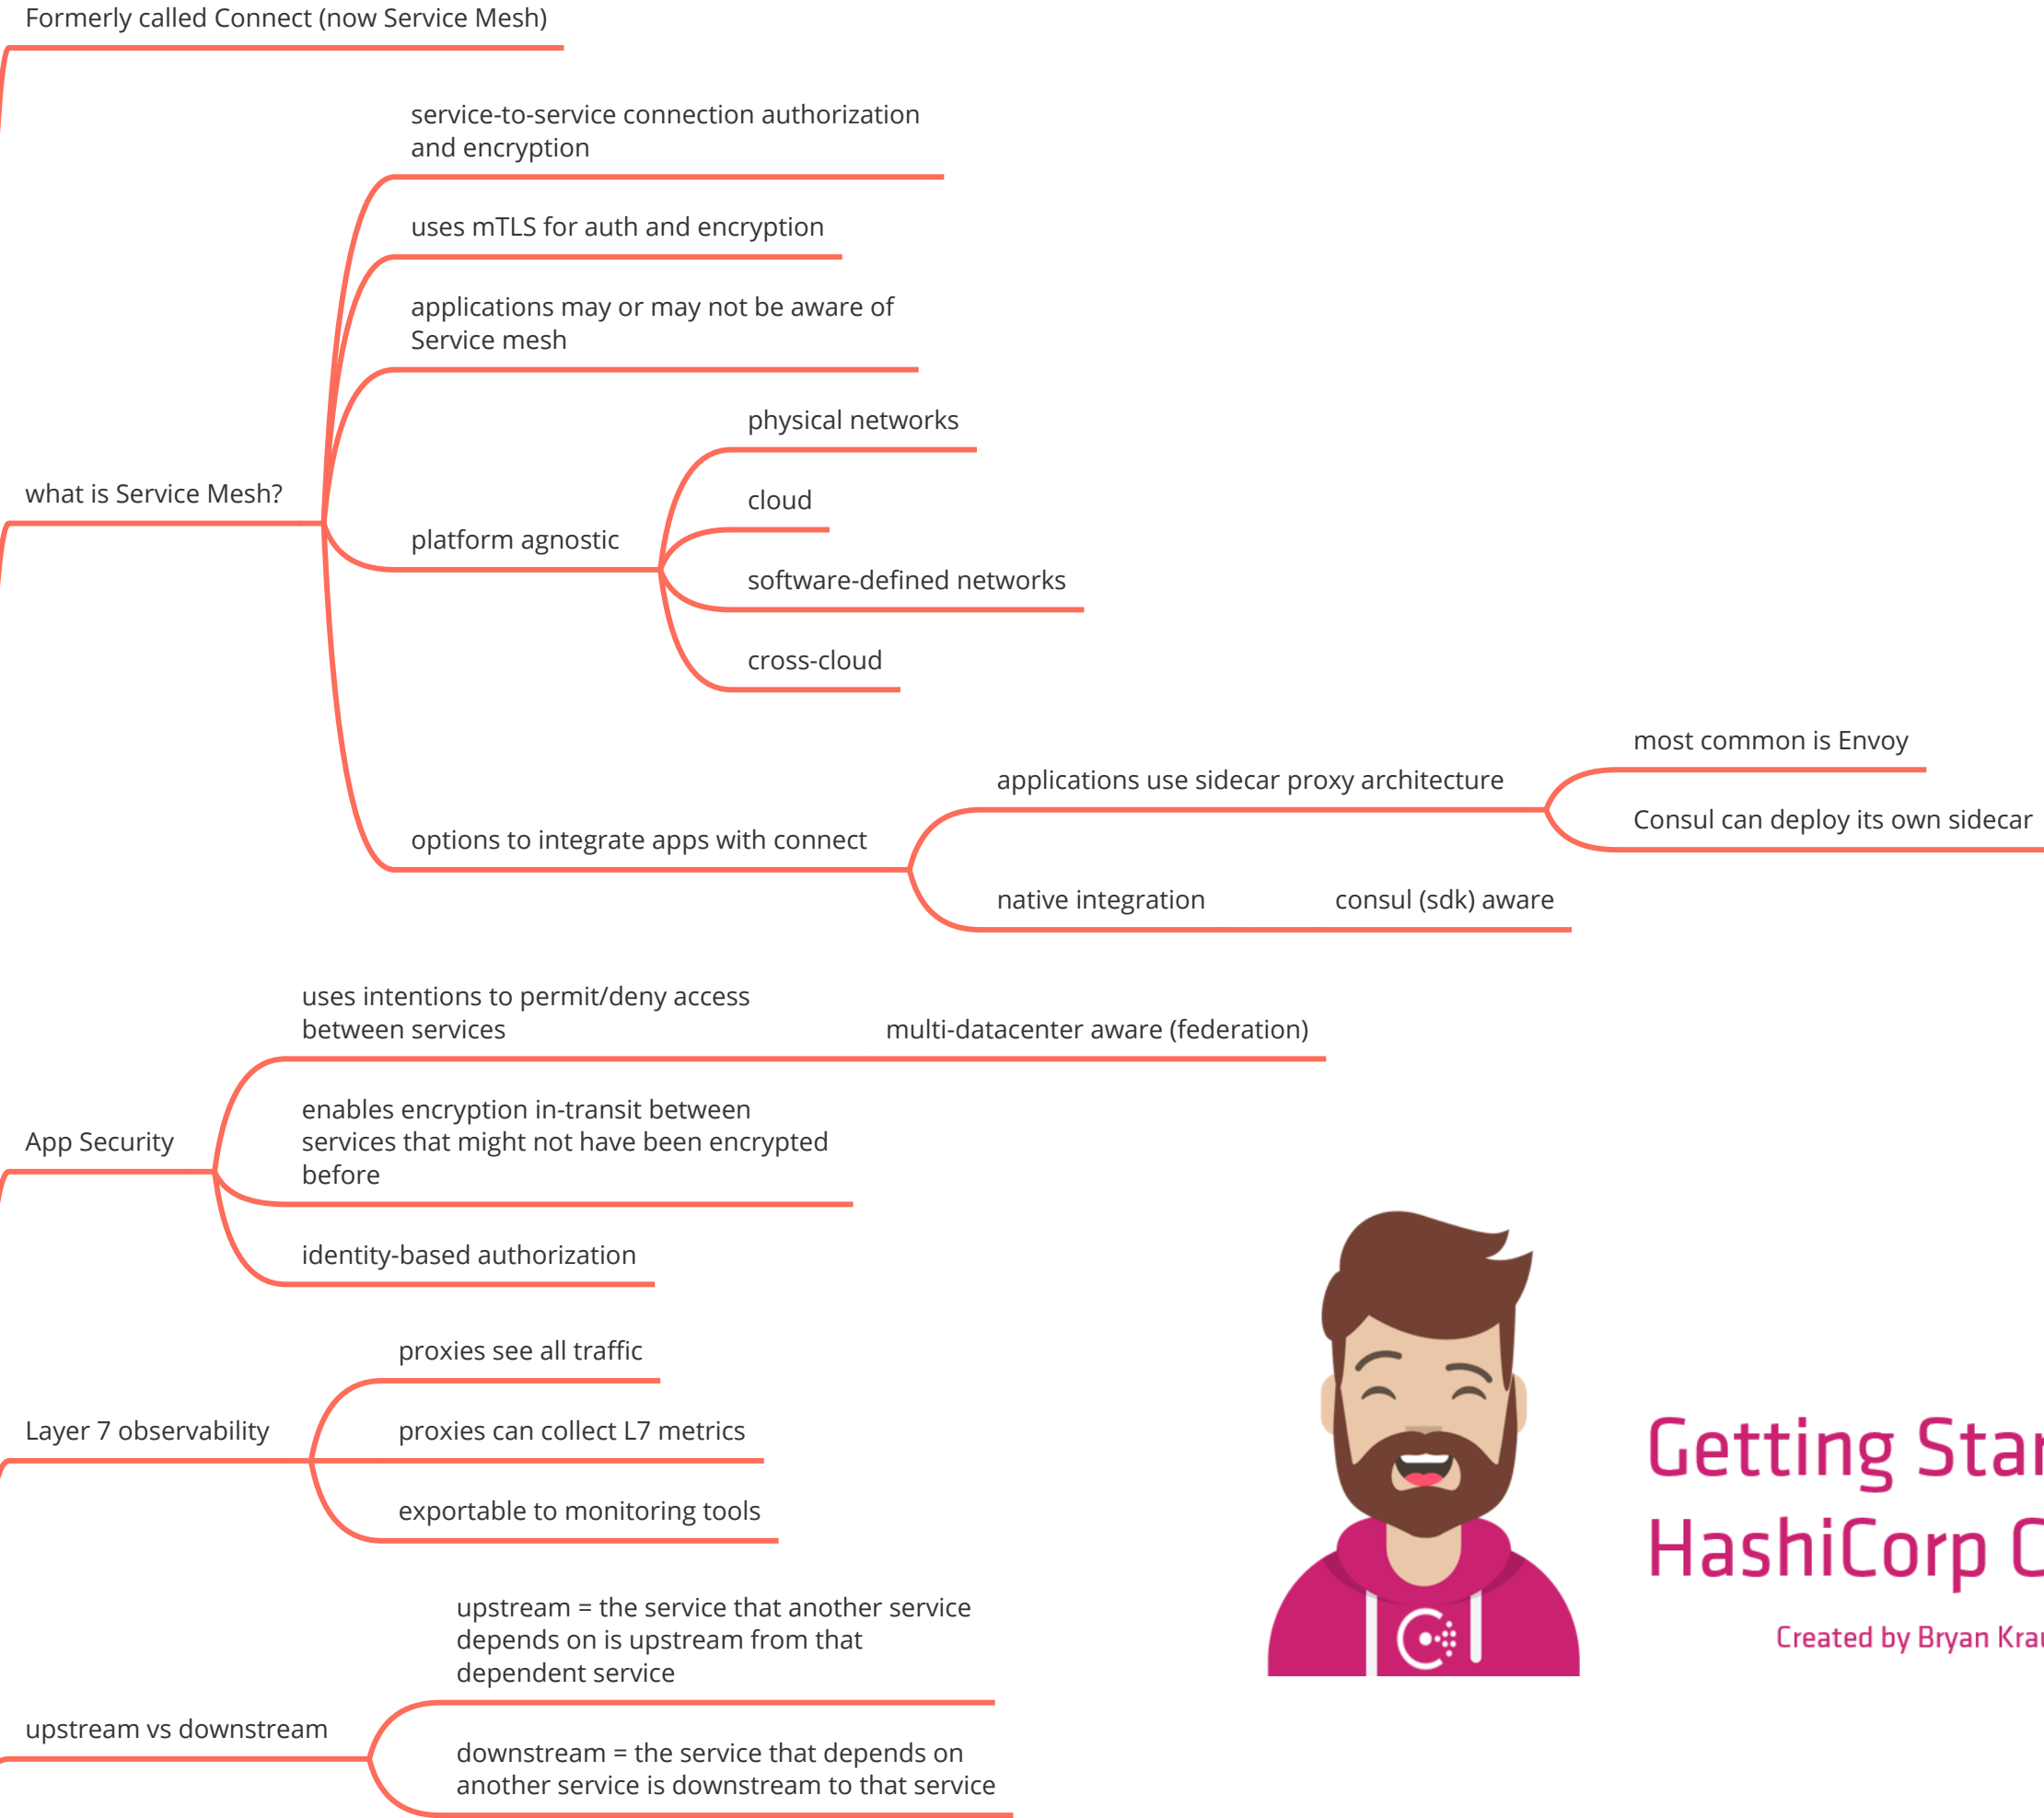 Formerly called Connect (now Service Mesh)
service-to-service connection authorization
and encryption
uses mTLS for auth and encryption
applications may or may not be aware of
Service mesh
what is Service Mesh?
platform agnostic
physical networks
cloud
software-defined networks
cross-cloud
options to integrate apps with connect
applications use sidecar proxy architecture
most common is Envoy
Consul can deploy its own sidecar
native integration
consul (sdk) aware
App Security
uses intentions to permit/deny access
between services
multi-datacenter aware (federation)
enables encryption in-transit between
services that might not have been encrypted
before
identity-based authorization
Layer 7 observability
proxies see all traffic
proxies can collect L7 metrics
exportable to monitoring tools
upstream vs downstream
upstream = the service that another service
depends on is upstream from that
dependent service
downstream = the service that depends on
another service is downstream to that service
Getting
HashiCorp
Created by Bryan